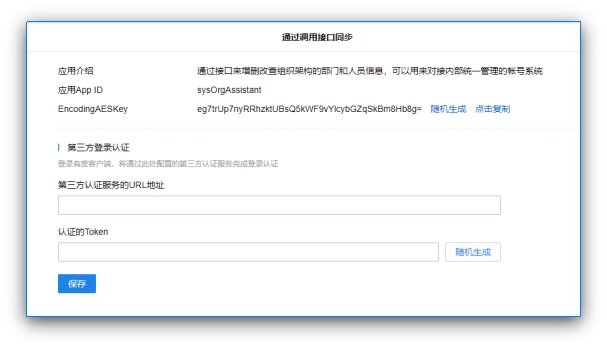 通过调用接口同步
应用介绍 通过接口来增删改查组织架构的部门和人员信息，可以用来对接内部统一管理的帐号系统
应用App ID sysOrgAssistant
EncodingAESKey eg7trUp7nyRRhzktUBsQ5kWF9vYIcybGZqSkBm8Hb8g= 随机生成 点击复制
第三方登录认证
登录有度客户端，将通过此处配置的第三方认证服务完成登录认证
第三方认证服务的URL地址
认证的Token
随机生成
保存